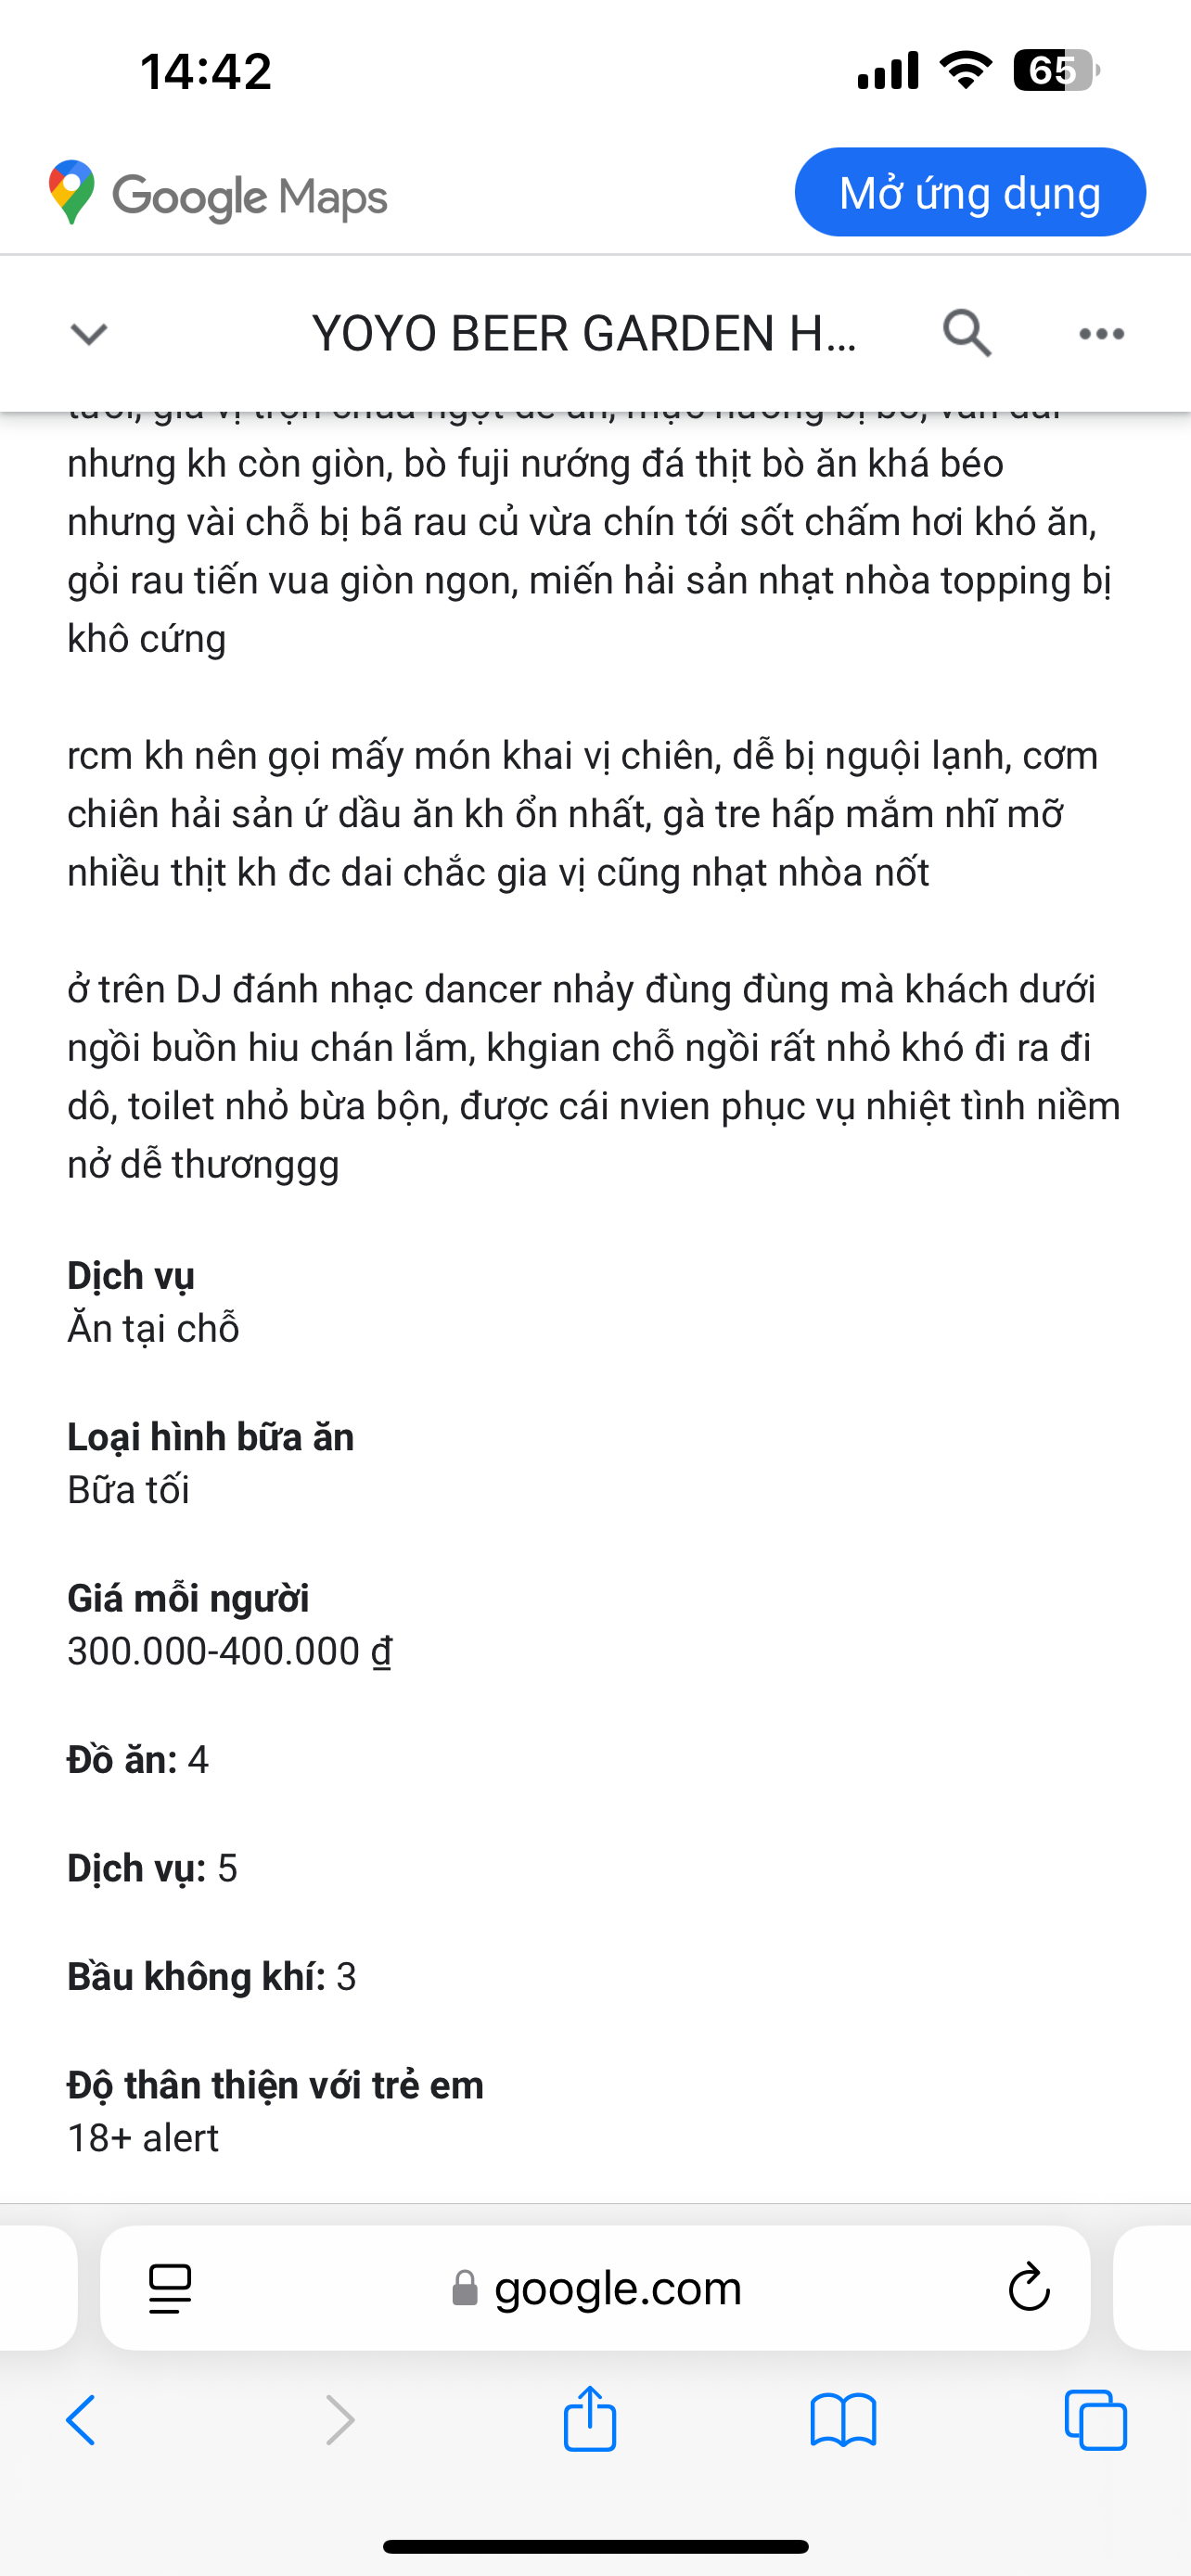 14:42
65
Google Maps
Mở ứng dụng
YOYO BEER GARDEN H...
nhưng kh còn giòn, bò fuji nướng đá thịt bò ăn khá béo
nhưng vài chỗ bị bã rau củ vừa chín tới sốt chấm hơi khó ăn,
gỏi rau tiến vua giòn ngon, miến hải sản nhạt nhòa topping bị
khô cứng
rcm kh nên gọi mấy món khai vị chiên, dễ bị nguội lạnh, cơm
chiên hải sản ứ dầu ăn kh ổn nhất, gà tre hấp mắm nhĩ mỡ
nhiều thịt kh đc dai chắc gia vị cũng nhạt nhòa nốt
ở trên DJ đánh nhạc dancer nhảy đùng đùng mà khách dưới
ngồi buồn hiu chán lắm, khgian chỗ ngồi rất nhỏ khó đi ra đi
dô, toilet nhỏ bừa bộn, được cái nvien phục vụ nhiệt tình niềm
nở dễ thươnggg
Dịch vụ
Ăn tại chỗ
Loại hình bữa ăn
Bữa tối
Giá mỗi người
300.000-400.000 ₫
Đồ ăn: 4
Dịch vụ: 5
Bầu không khí: 3
Độ thân thiện với trẻ em
18+ alert
google.com